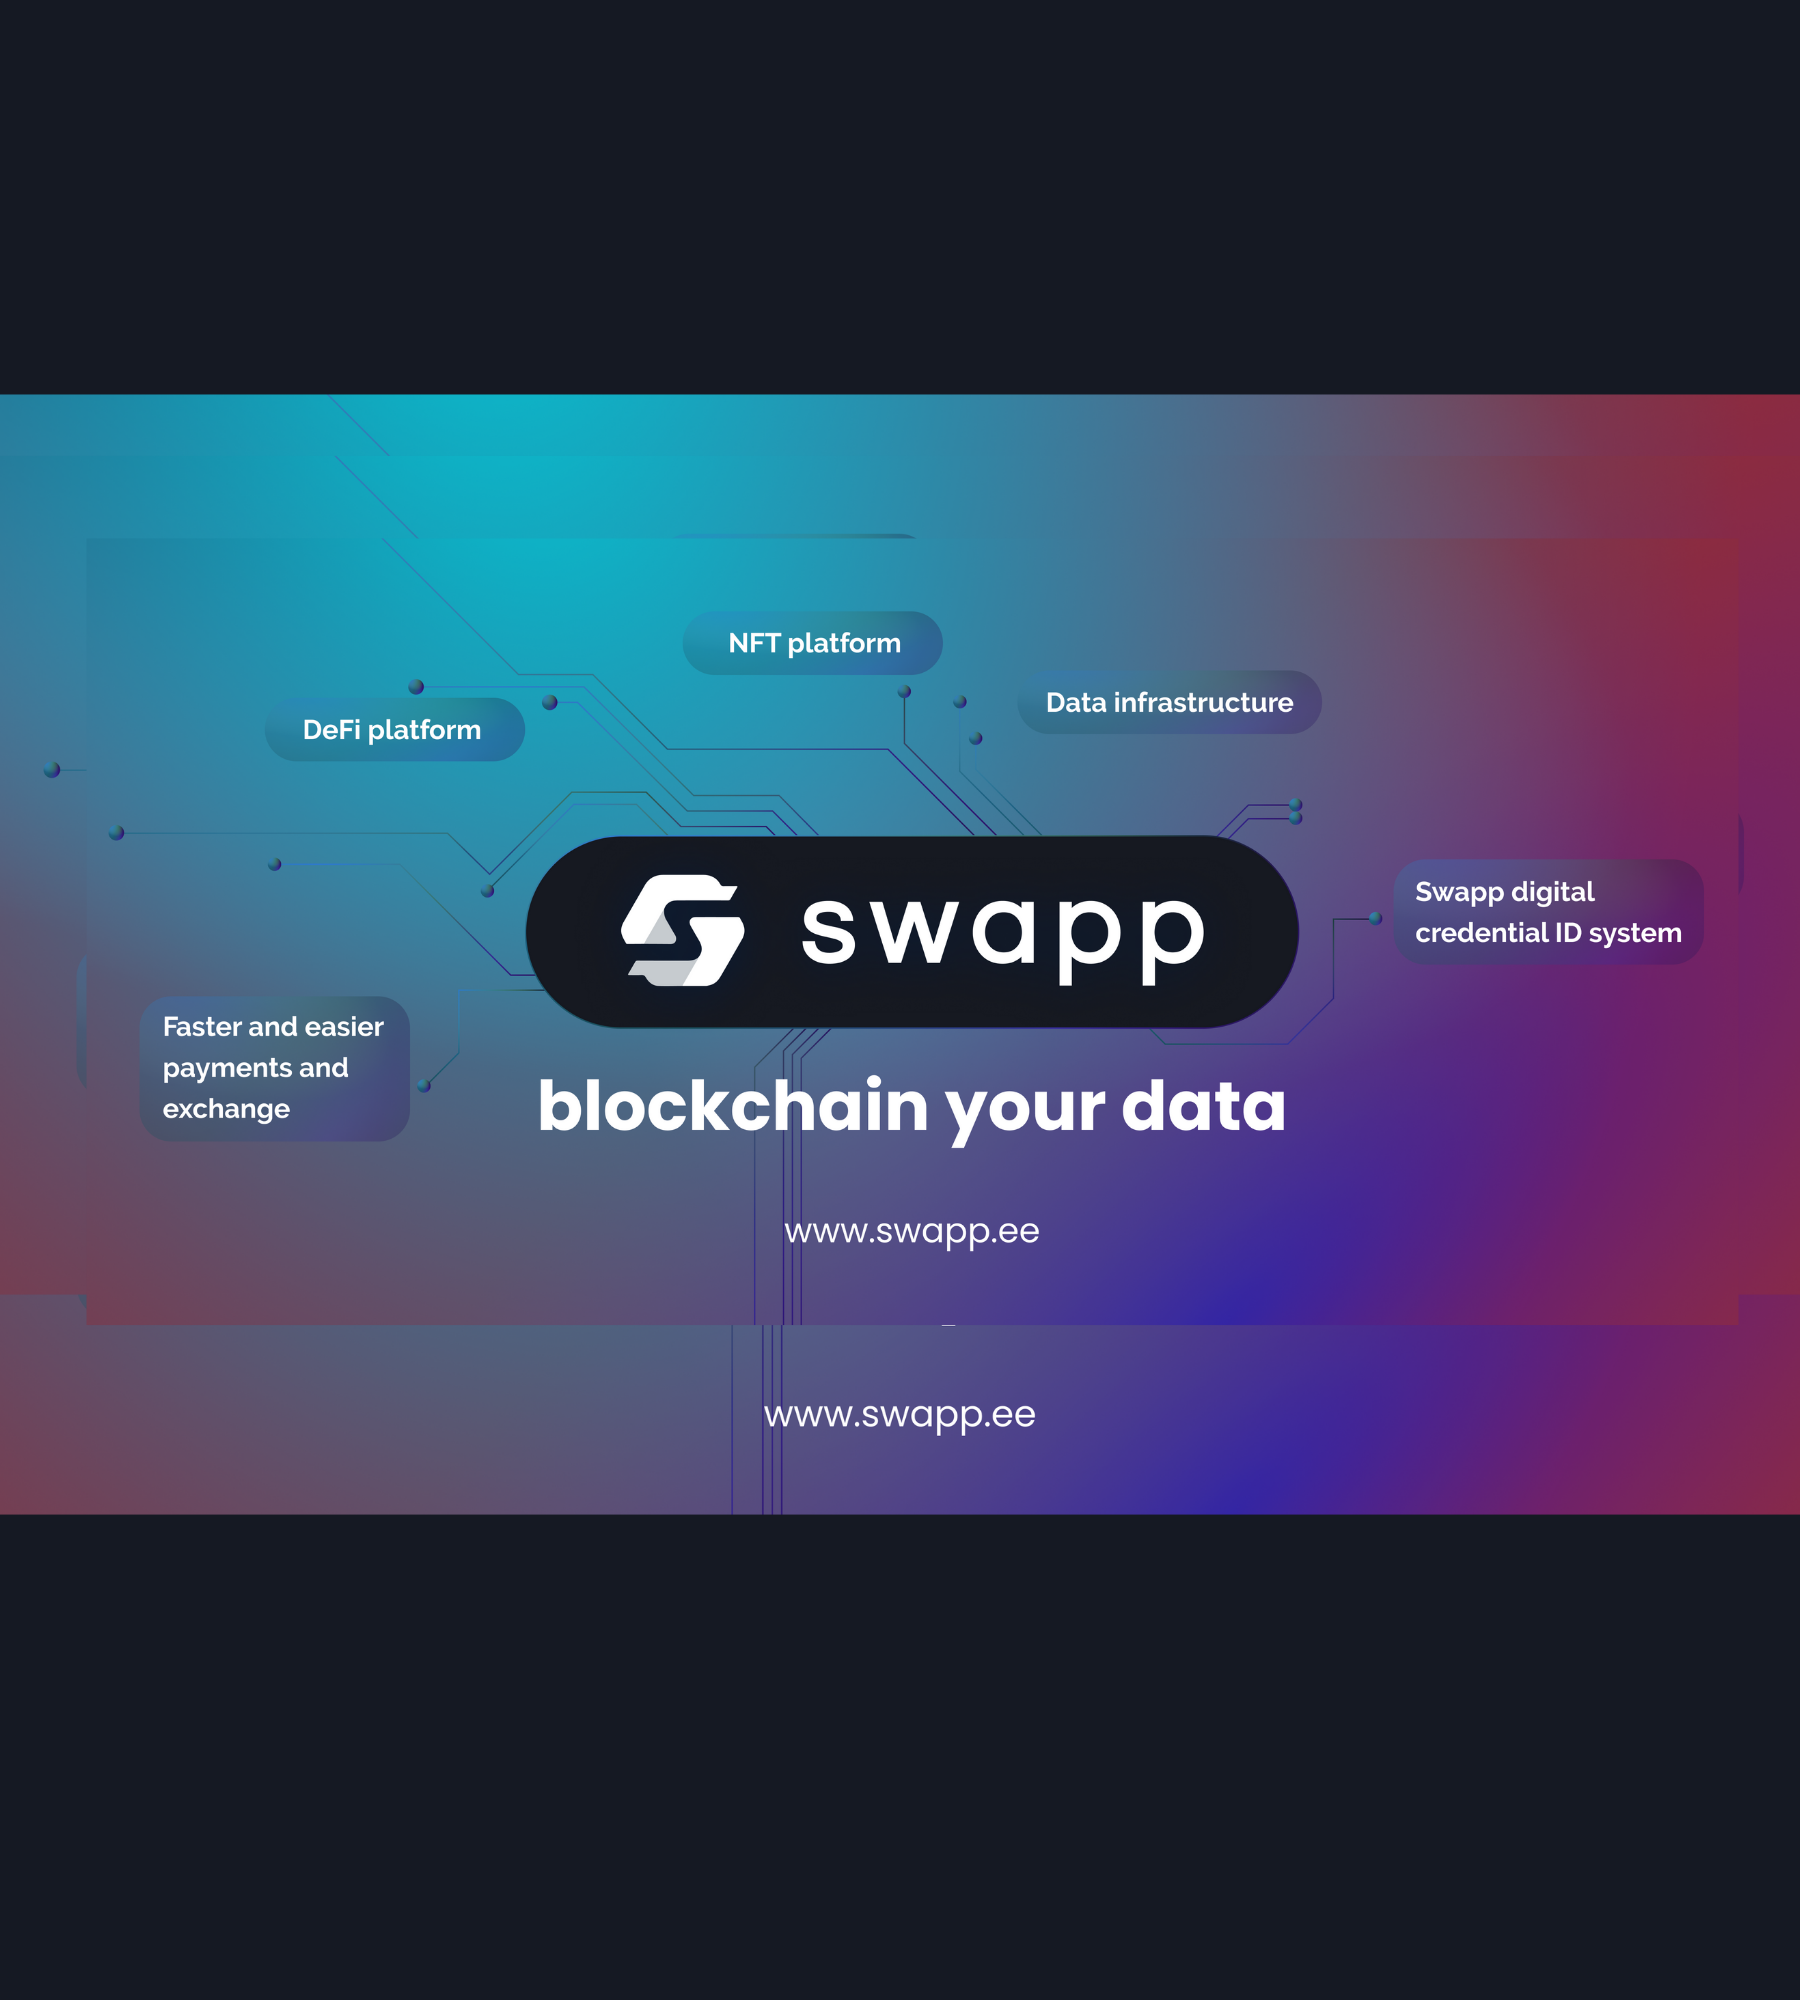 NFT platform
Data infrastructure
DeFi platform
swapp
Swapp digital
credential ID system
Faster and easier
payments and
exchange
blockchain your data
www.swapp.ee
www.swapp.ee